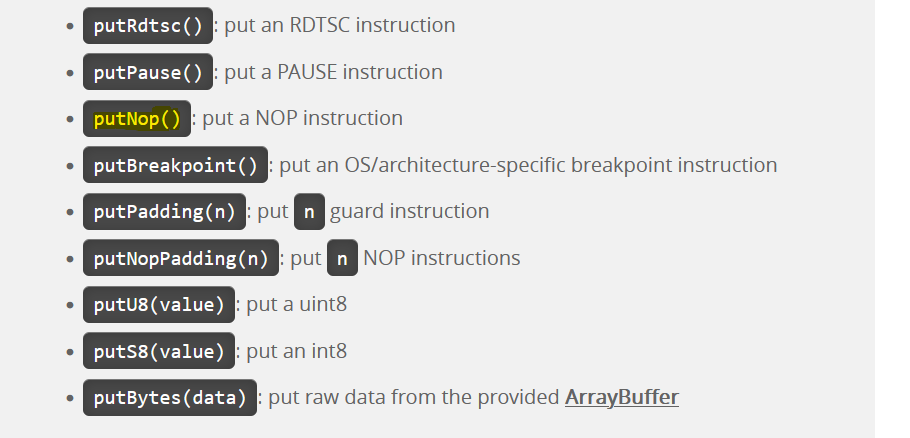 putRdtsc() : put an RDTSC instruction
putPause() : put a PAUSE instruction
putNop() : put a NOP instruction
putBreakpoint() : put an OS/architecture-specific breakpoint instruction
putPadding(n) : put n guard instruction
putNopPadding(n) : put n NOP instructions
putU8(value) : put a uint8
putS8(value) : put an int8
putBytes(data) : put raw data from the provided ArrayBuffer